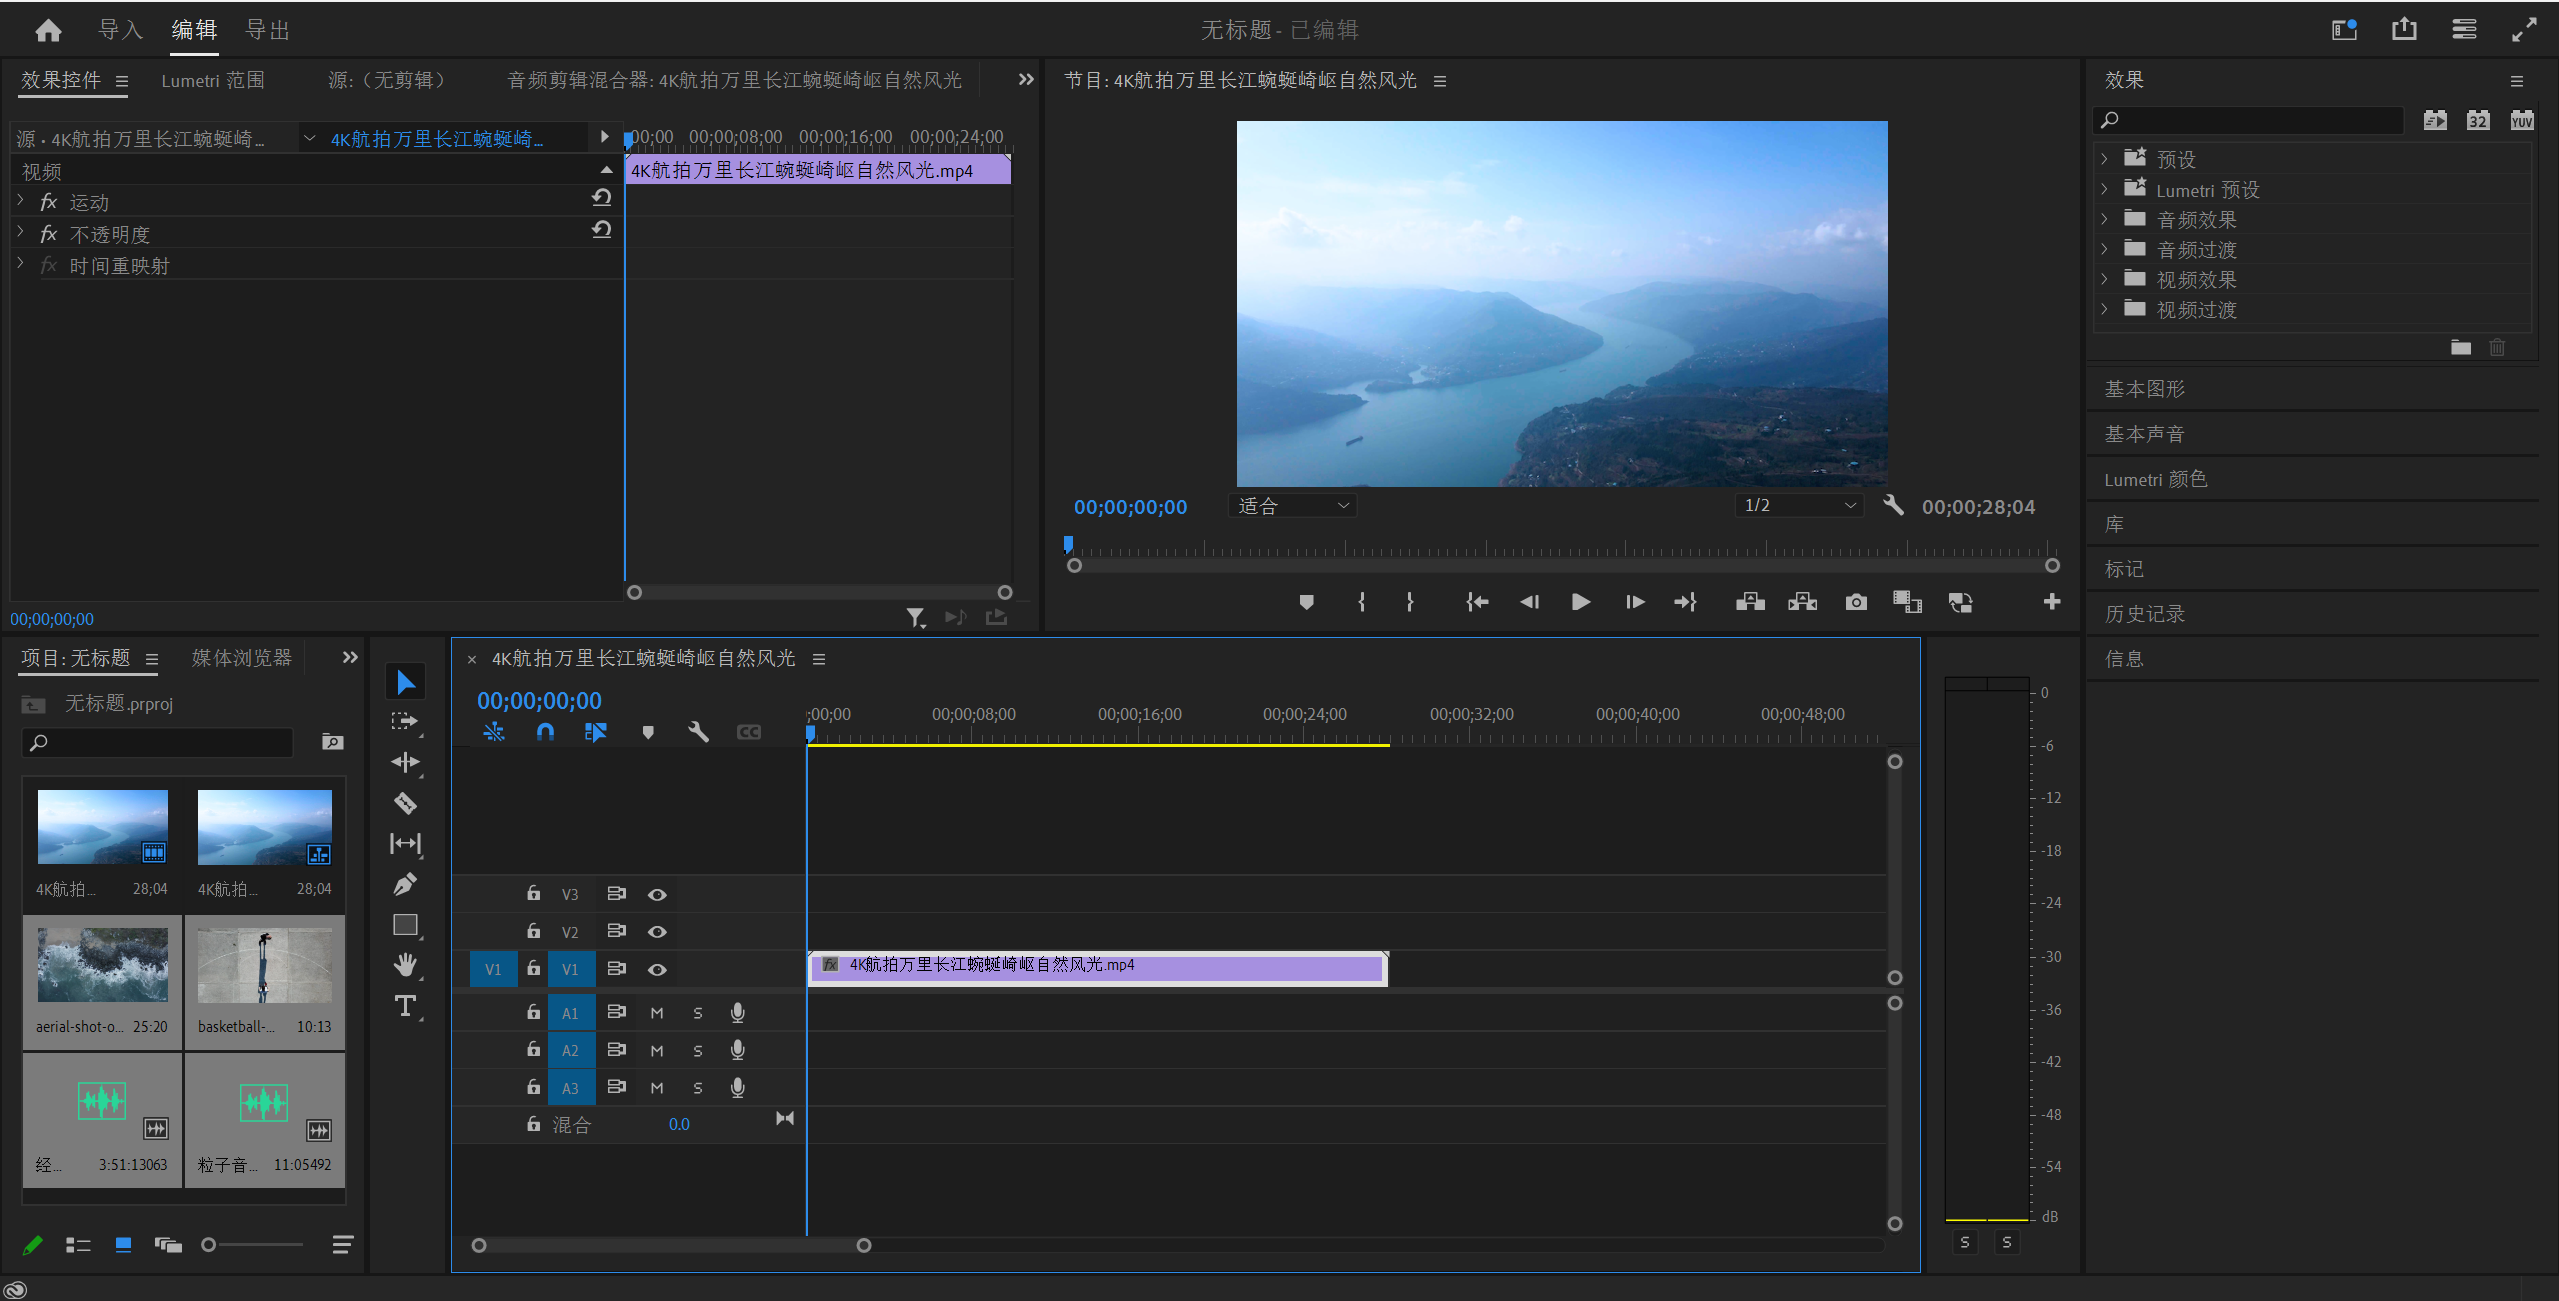 导入 编辑 导出 无标题 - 已编辑
效果控件 Lumetri 范围 源:（无剪辑） 音频剪辑混合器: 4K航拍万里长江蜿蜒崎岖自然风光
源 · 4K航拍万里长江蜿蜒崎... 4K航拍万里长江蜿蜒崎...
:00;00 00;00;08;00 00;00;16;00 00;00;24;00
视频
4K航拍万里长江蜿蜒崎岖自然风光.mp4
fx 运动
fx 不透明度
fx 时间重映射
00;00;00;00
节目: 4K航拍万里长江蜿蜒崎岖自然风光
00;00;00;00 适合 1/2 00;00;28;04
效果
32 YUV
预设
Lumetri 预设
音频效果
音频过渡
视频效果
视频过渡
基本图形
基本声音
Lumetri 颜色
库
标记
历史记录
信息
项目: 无标题 媒体浏览器
无标题.prproj
4K航拍... 28;04 4K航拍... 28;04
aerial-shot-o... 25:20 basketball-... 10:13
经... 3:51:13063 粒子音... 11:05492
T
× 4K航拍万里长江蜿蜒崎岖自然风光
00;00;00;00
CC
;00;00 00;00;08;00 00;00;16;00 00;00;24;00 00;00;32;00 00;00;40;00 00;00;48;00
V3
V2
V1 V1 fx 4K航拍万里长江蜿蜒崎岖自然风光.mp4
A1 M S
A2 M S
A3 M S
混合 0.0
0
-6
-12
-18
-24
-30
-36
-42
-48
-54
dB
S S